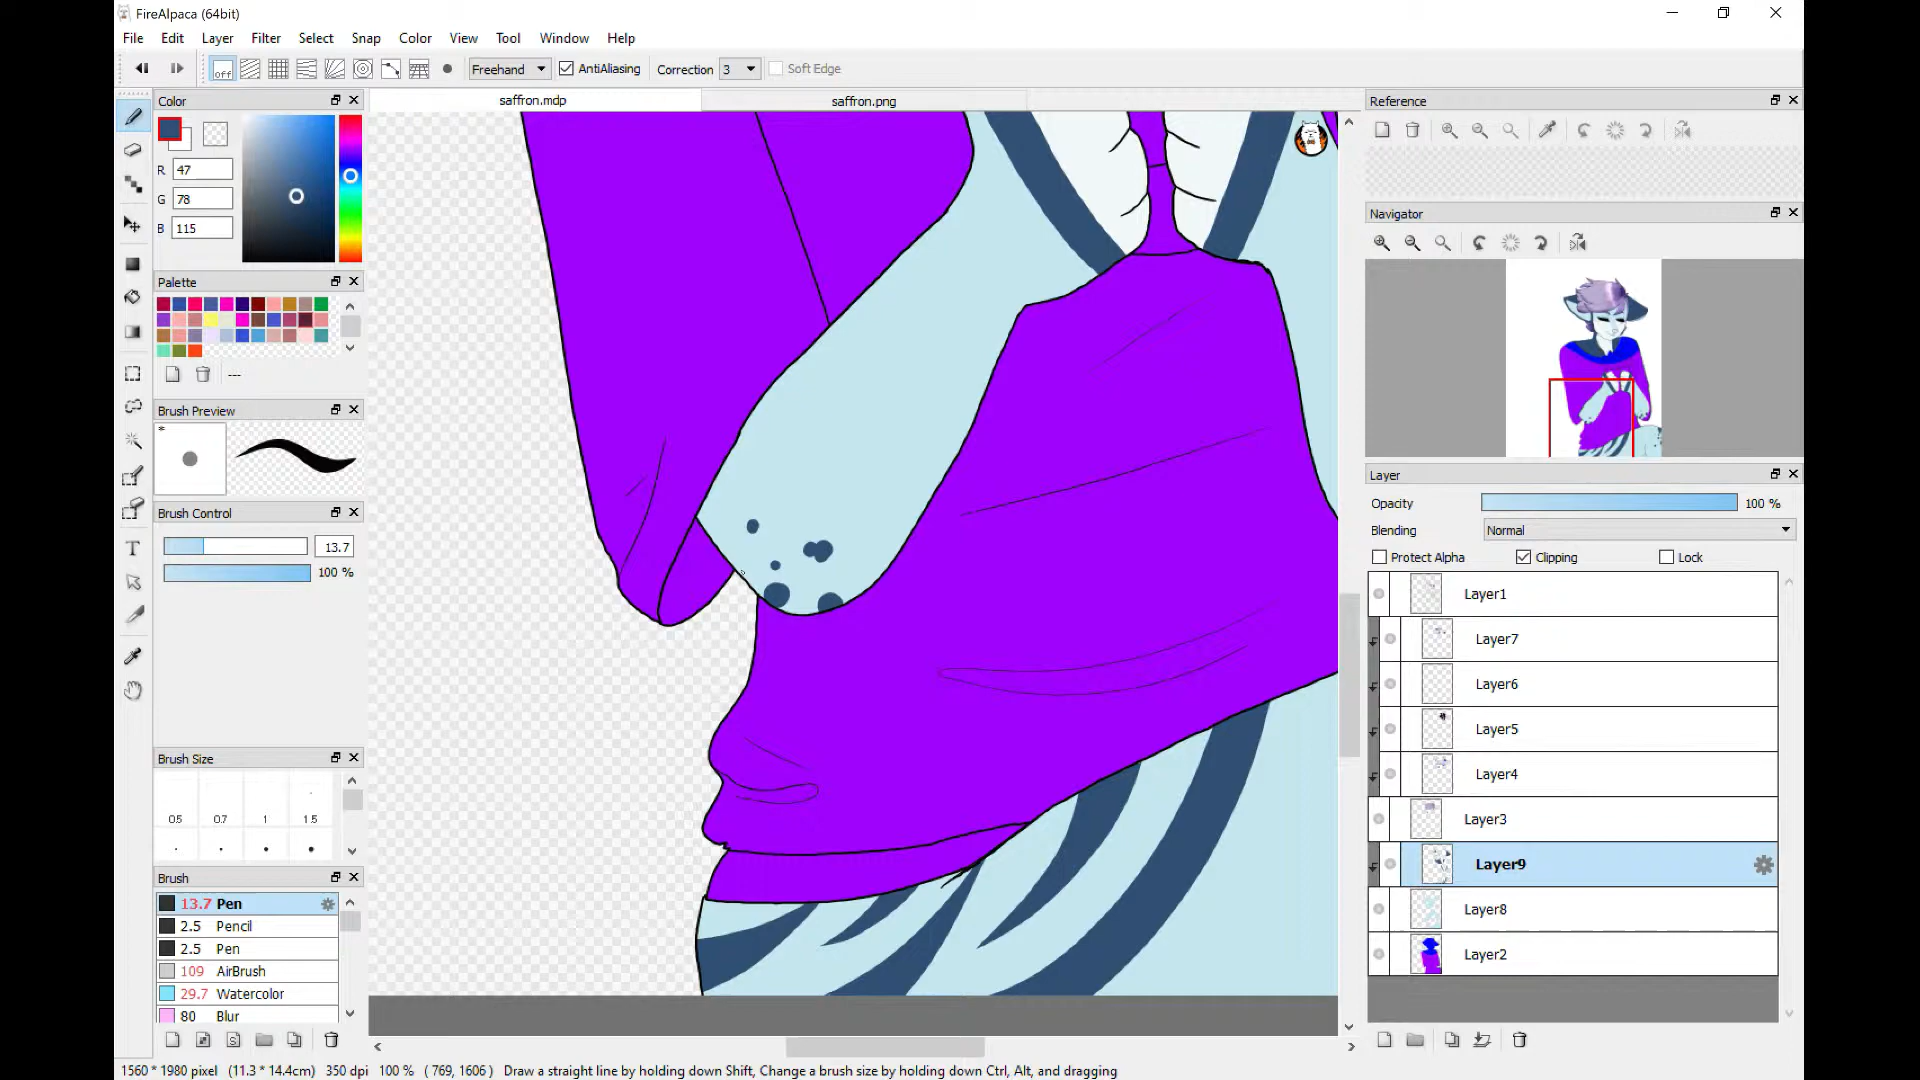 FireAlpaca (64bit)
File Edit Layer Filter Select Snap Color View Tool Window Help
off Freehand AntiAliasing Correction 3 Soft Edge
Color
saffron.mdp saffron.png
Reference
R 47
G 78
B 115
Navigator
Palette
---
Brush Preview
*
Layer
Opacity 100 %
Brush Control
Blending Normal
13.7
Protect Alpha Clipping Lock
100 %
Layer1
Layer7
Layer6
Layer5
Brush Size
Layer4
0.5 0.7 1 1.5
Layer3
Layer9
Brush
13.7 Pen
Layer8
2.5 Pencil
2.5 Pen
Layer2
109 AirBrush
29.7 Watercolor
80 Blur
1560 * 1980 pixel (11.3 * 14.4cm) 350 dpi 100 % ( 769, 1606 ) Draw a straight line by holding down Shift, Change a brush size by holding down Ctrl, Alt, and dragging